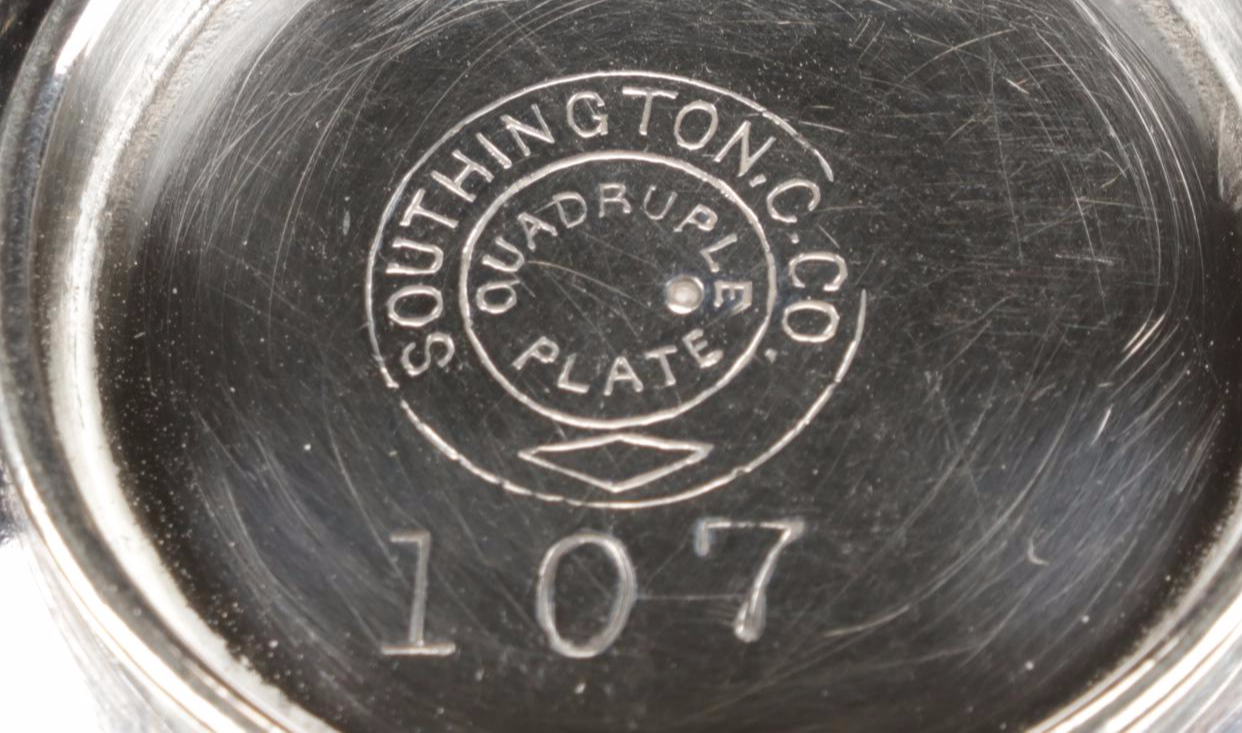 SOUTHINGTON. C. CO.
QUADRUPLE
PLATE
107